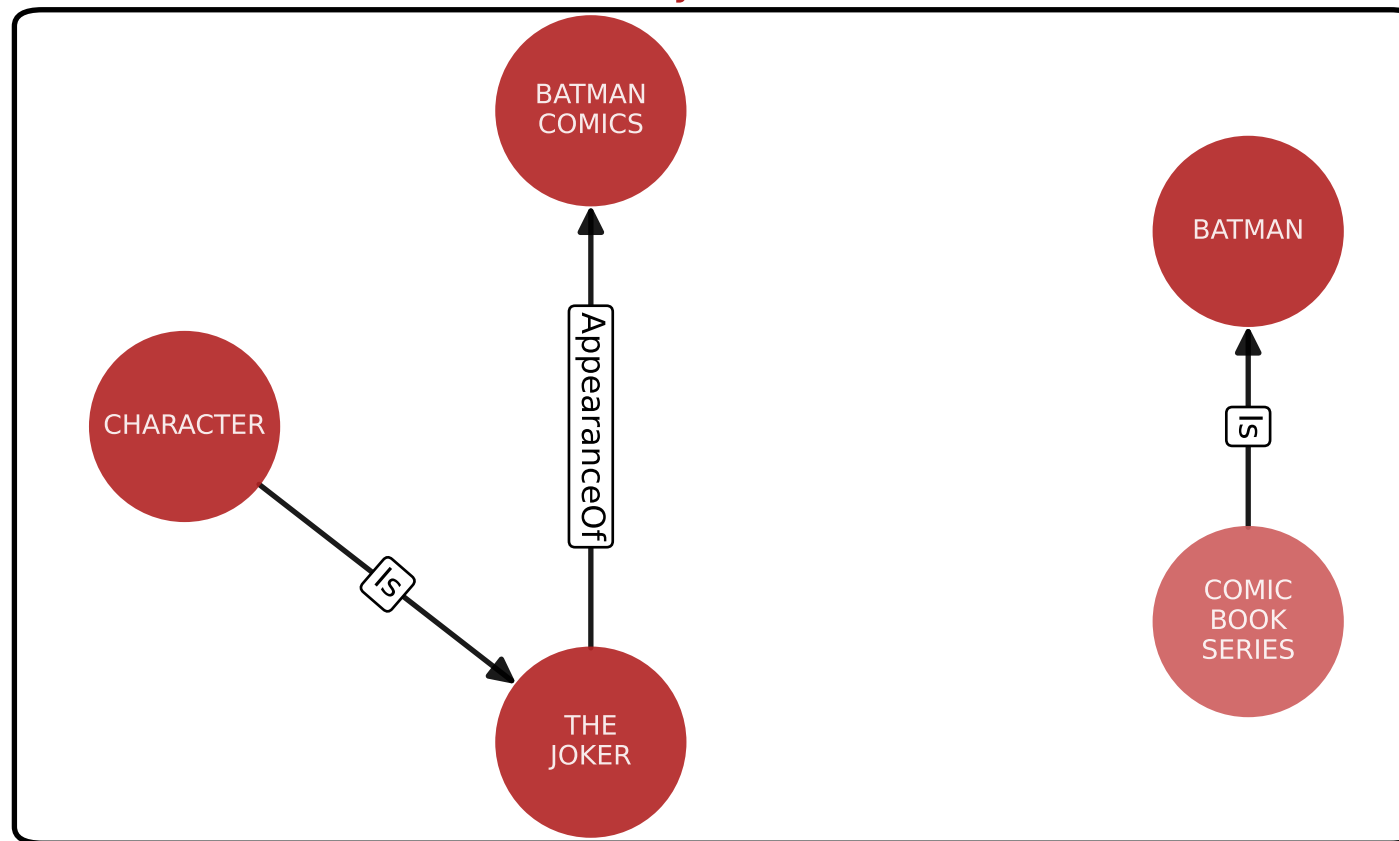 BATMAN
COMICS
BATMAN
AppearanceOf
CHARACTER
Is
Is
COMIC
BOOK
SERIES
THE
JOKER